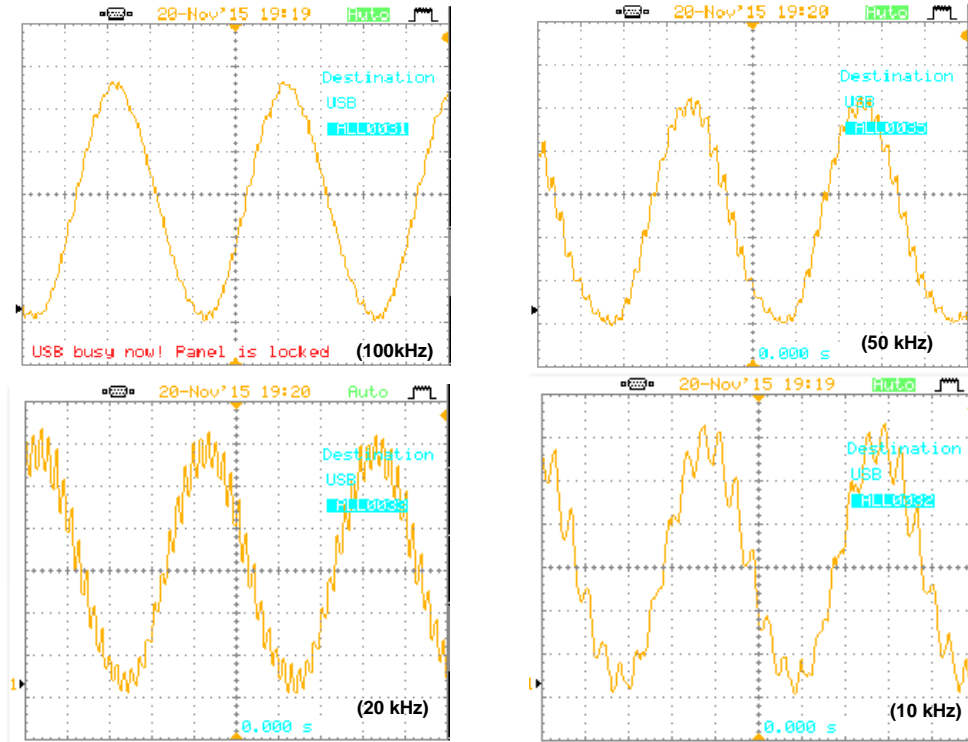 20-Nov'15 19:19 Auto
Destination
USB
ALL0031
USB busy now! Panel is locked (100kHz)
20-Nov'15 19:20 Auto
Destination
USB
ALL0035
(50 kHz)
0.000 s
20-Nov'15 19:20 Auto
Destination
USB
ALL0033
1
(20 kHz)
0.000 s
20-Nov'15 19:19 Auto
Destination
USB
ALL0032
1
(10 kHz)
0.000 s